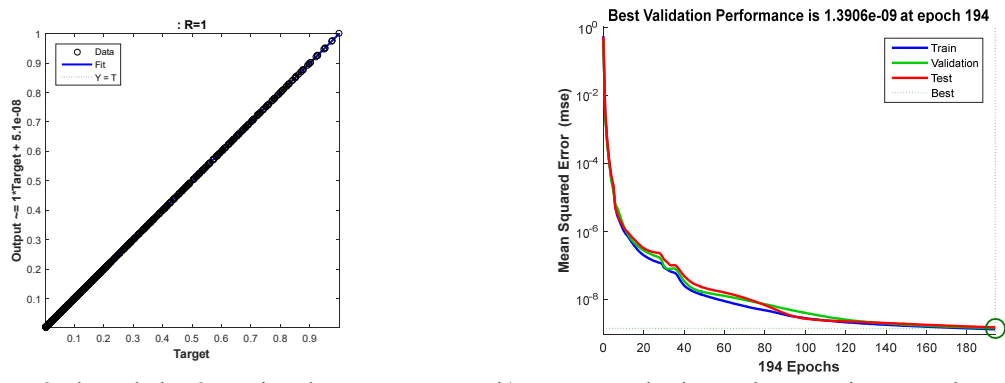 : R=1
Data
Fit
Y = T
Output ~= 1*Target + 5.1e-08
1
0.9
0.8
0.7
0.6
0.5
0.4
0.3
0.2
0.1
0.1 0.2 0.3 0.4 0.5 0.6 0.7 0.8 0.9
Target
Best Validation Performance is 1.3906e-09 at epoch 194
Train
Validation
Test
Best
Mean Squared Error (mse)
10^0
10^-2
10^-4
10^-6
10^-8
0 20 40 60 80 100 120 140 160 180
194 Epochs